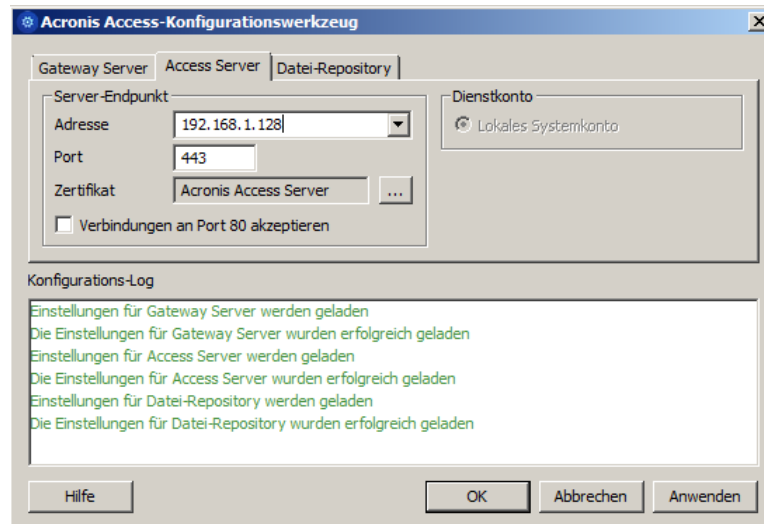 Acronis Access-Konfigurationswerkzeug
Gateway Server Access Server Datei-Repository
Server-Endpunkt
Adresse 192.168.1.128
Port 443
Zertifikat Acronis Access Server ...
Verbindungen an Port 80 akzeptieren
Dienstkonto
Lokales Systemkonto
Konfigurations-Log
Einstellungen für Gateway Server werden geladen
Die Einstellungen für Gateway Server wurden erfolgreich geladen
Einstellungen für Access Server werden geladen
Die Einstellungen für Access Server wurden erfolgreich geladen
Einstellungen für Datei-Repository werden geladen
Die Einstellungen für Datei-Repository wurden erfolgreich geladen
Hilfe OK Abbrechen Anwenden